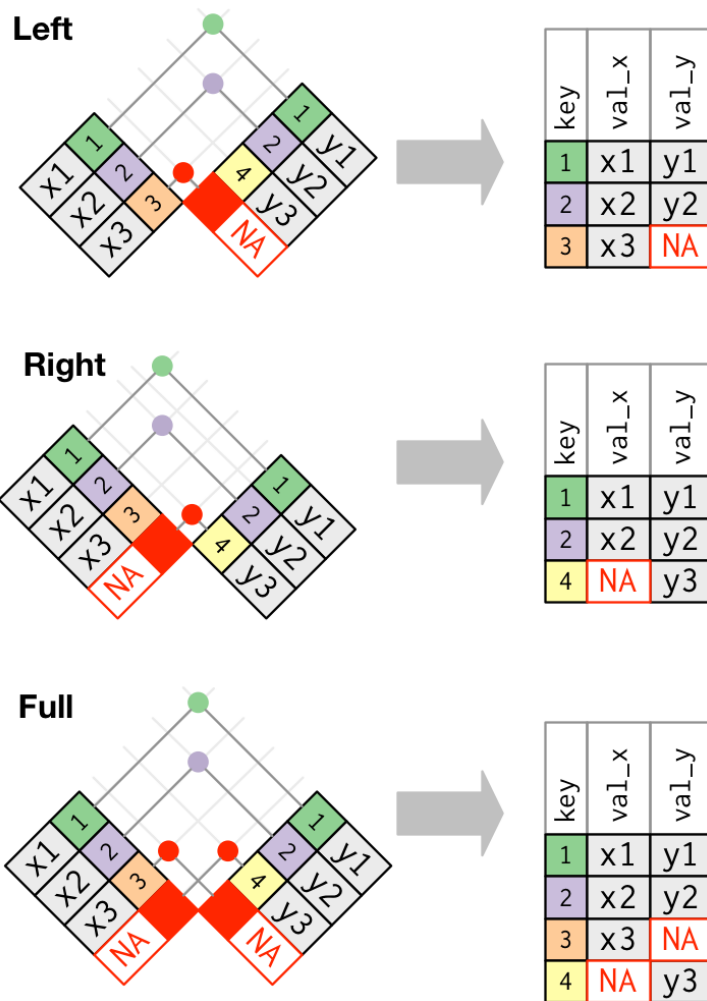 Left
1 x1
2 x2
3 x3
1 y1
2 y2
4 y3
NA
key val_x val_y
1 x1 y1
2 x2 y2
3 x3 NA
Right
1 x1
2 x2
3 x3
NA
1 y1
2 y2
4 y3
key val_x val_y
1 x1 y1
2 x2 y2
4 NA y3
Full
1 x1
2 x2
3 x3
NA
1 y1
2 y2
4 y3
NA
key val_x val_y
1 x1 y1
2 x2 y2
3 x3 NA
4 NA y3